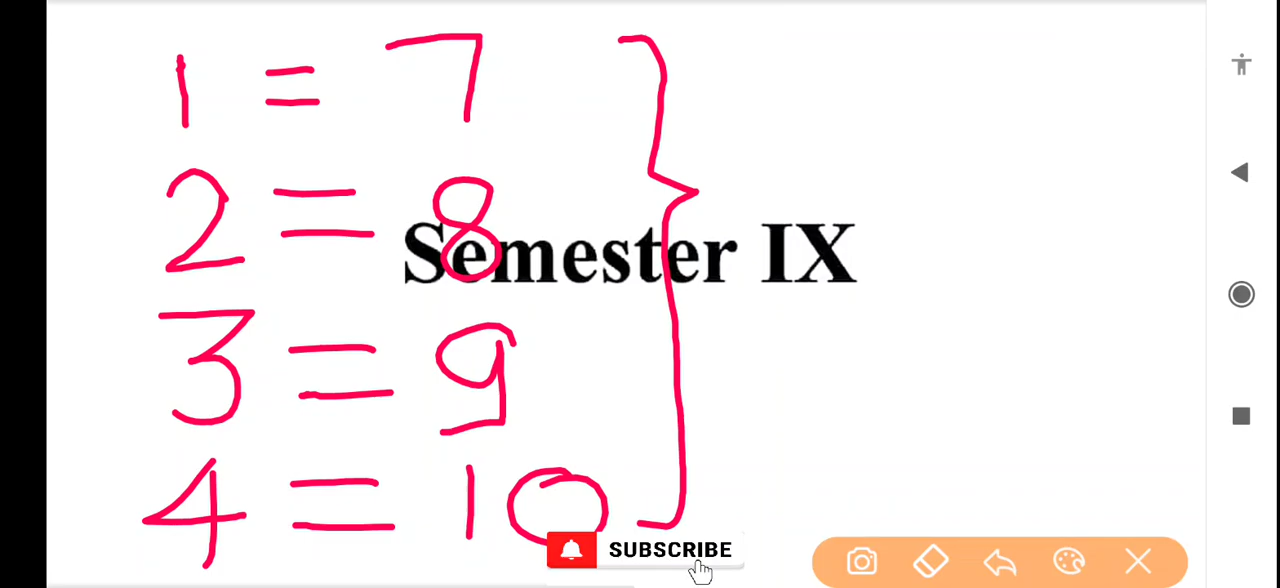 1 = 7
2 = 8
Semester IX
3 = 9
4 = 10
SUBSCRIBE